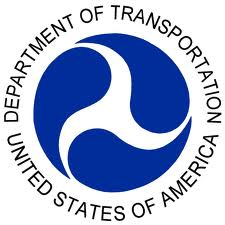 DEPARTMENT OF TRANSPORTATION
UNITED STATES OF AMERICA